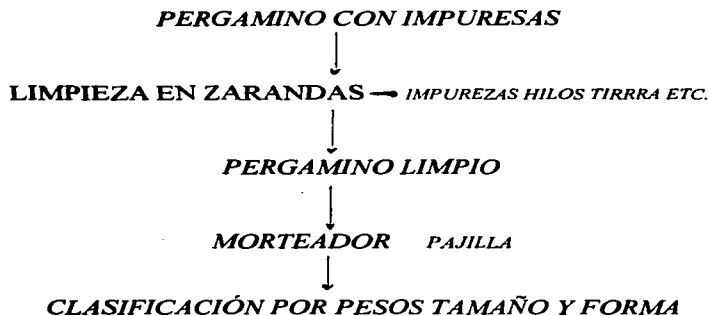 PERGAMINO CON IMPURESAS
LIMPIEZA EN ZARANDAS IMPUREZAS HILOS TIRRRA ETC.
PERGAMINO LIMPIO
MORTEADOR PAJILLA
CLASIFICACIÓN POR PESOS TAMAÑO Y FORMA